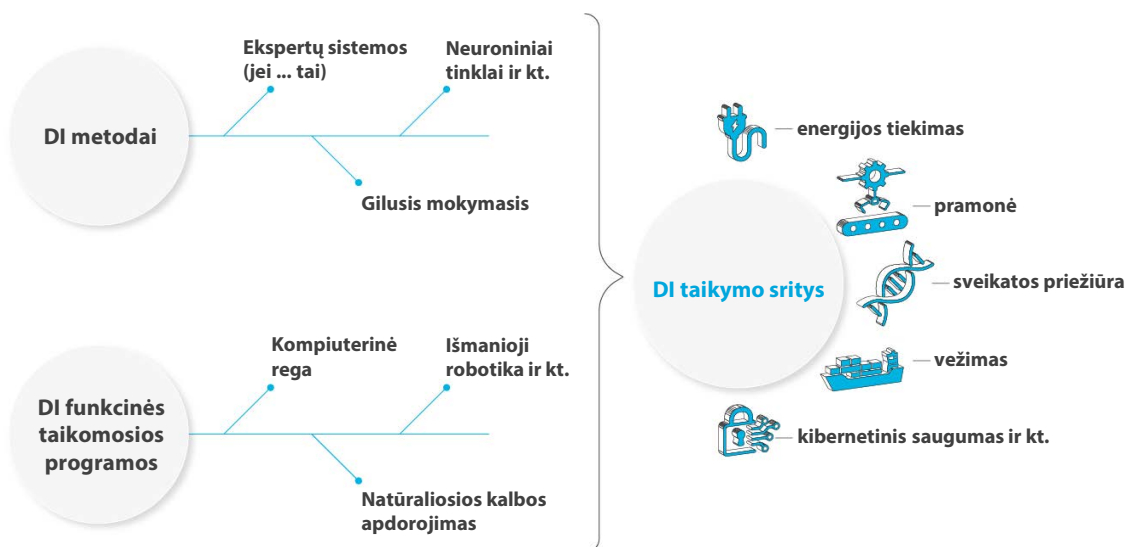 DI metodai
Ekspertų sistemos
(jei ... tai)
Neuroniniai
tinklai ir kt.
Gilusis mokymasis
DI funkcinės
taikomosios
programos
Kompiuterinė
rega
Išmanioji
robotika ir kt.
Natūraliosios kalbos
apdorojimas
DI taikymo sritys
energijos tiekimas
pramonė
sveikatos priežiūra
vežimas
kibernetinis saugumas ir kt.